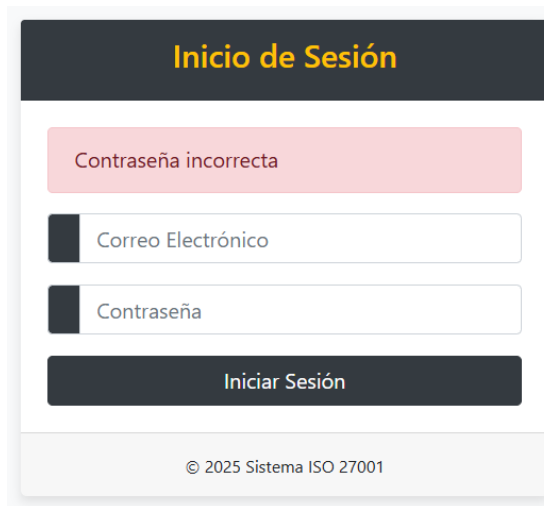 Inicio de Sesión
Contraseña incorrecta
Correo Electrónico
Contraseña
Iniciar Sesión
© 2025 Sistema ISO 27001